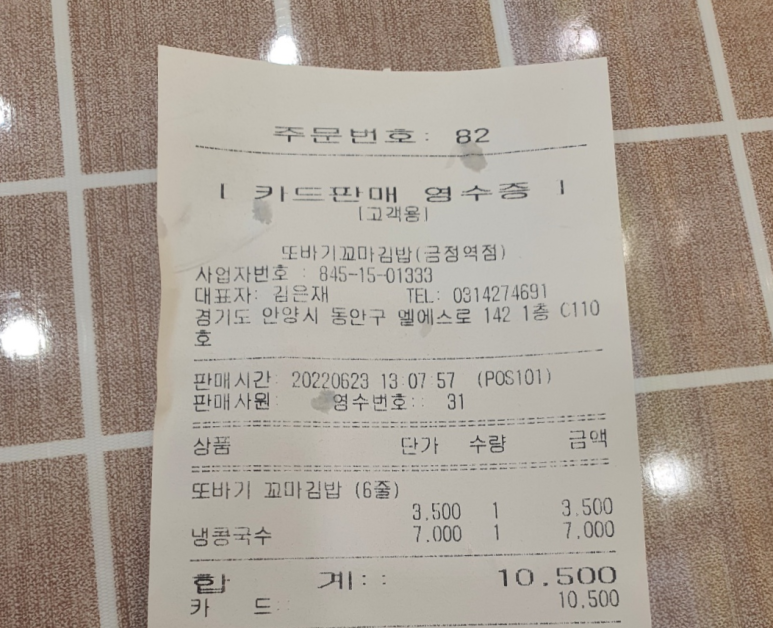 주문번호: 82
[ 카드판매 영수증 ]
[고객용]
또바기꼬마김밥(금정역점)
사업자번호 : 845-15-01333
대표자: 김은재 TEL: 0314274691
경기도 안양시 동안구 엘에스로 142 1층 C110
호
판매시간: 20220623 13:07:57 (POS101)
판매사원: 영수번호:: 31
상품 단가 수량 금액
또바기 꼬마김밥 (6줄)
3,500 1 3,500
냉콩국수 7,000 1 7,000
합 계:: 10,500
카 드: 10,500